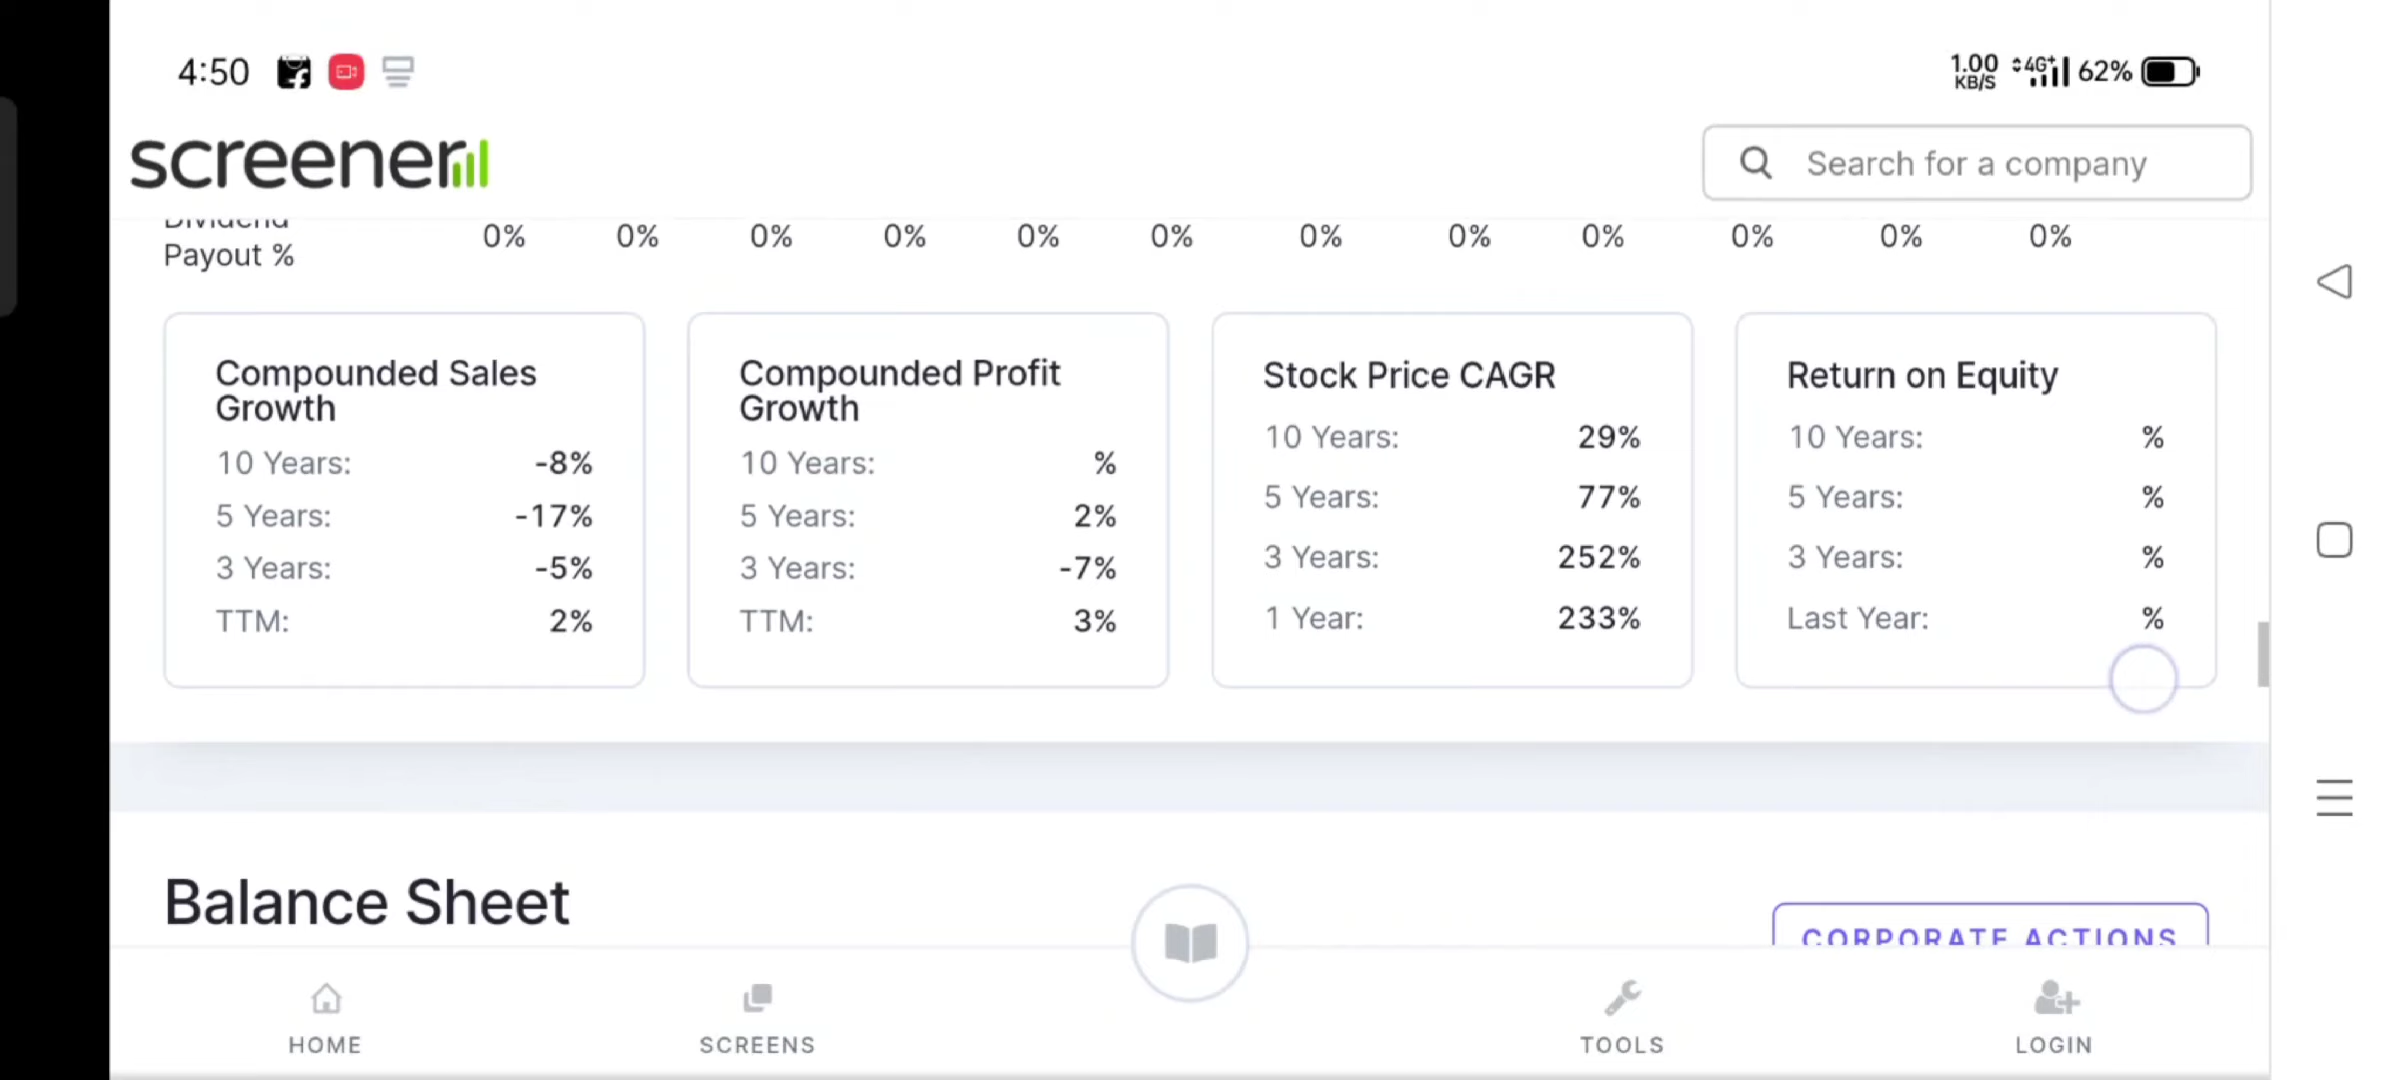 4:50
1.00 KB/S 4G+ 62%
screener
Search for a company
Dividend
Payout % 0% 0% 0% 0% 0% 0% 0% 0% 0% 0% 0% 0%
Compounded Sales
Growth
10 Years: -8%
5 Years: -17%
3 Years: -5%
TTM: 2%
Compounded Profit
Growth
10 Years: %
5 Years: 2%
3 Years: -7%
TTM: 3%
Stock Price CAGR
10 Years: 29%
5 Years: 77%
3 Years: 252%
1 Year: 233%
Return on Equity
10 Years: %
5 Years: %
3 Years: %
Last Year: %
Balance Sheet
CORPORATE ACTIONS
HOME
SCREENS
TOOLS
LOGIN